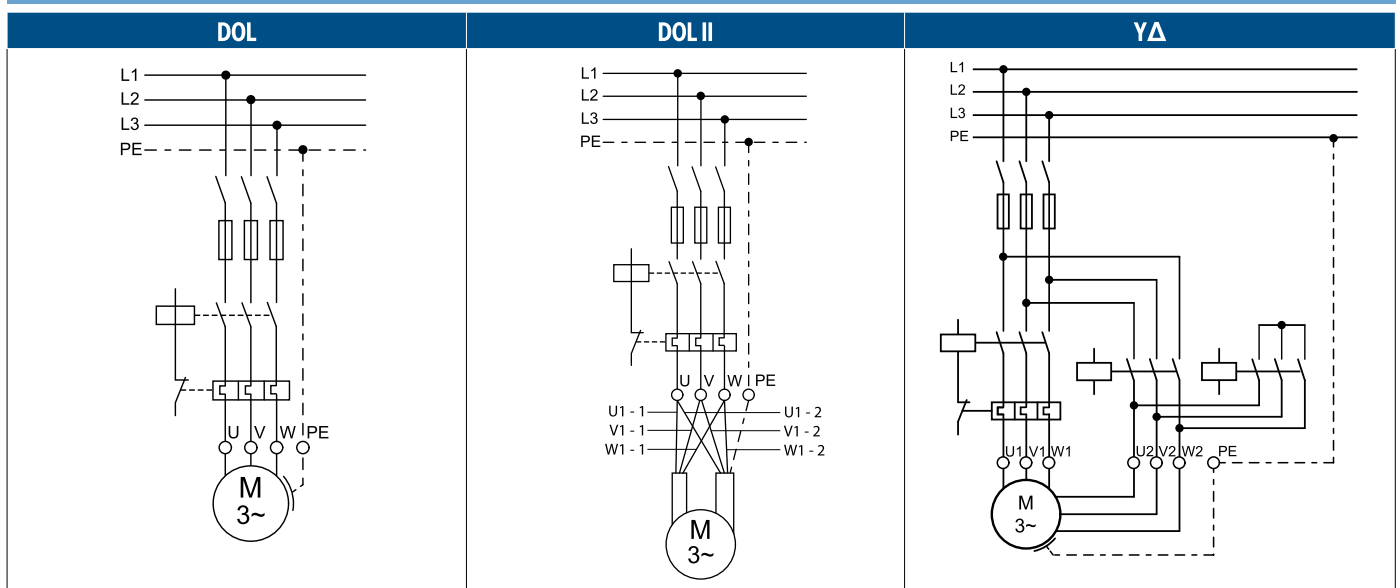 DOL
L1
L2
L3
PE
U V W PE
M
3~
DOL II
L1
L2
L3
PE
U V W PE
U1 - 1 U1 - 2
V1 - 1 V1 - 2
W1 - 1 W1 - 2
M
3~
YΔ
L1
L2
L3
PE
U1 V1 W1 U2 V2 W2 PE
M
3~